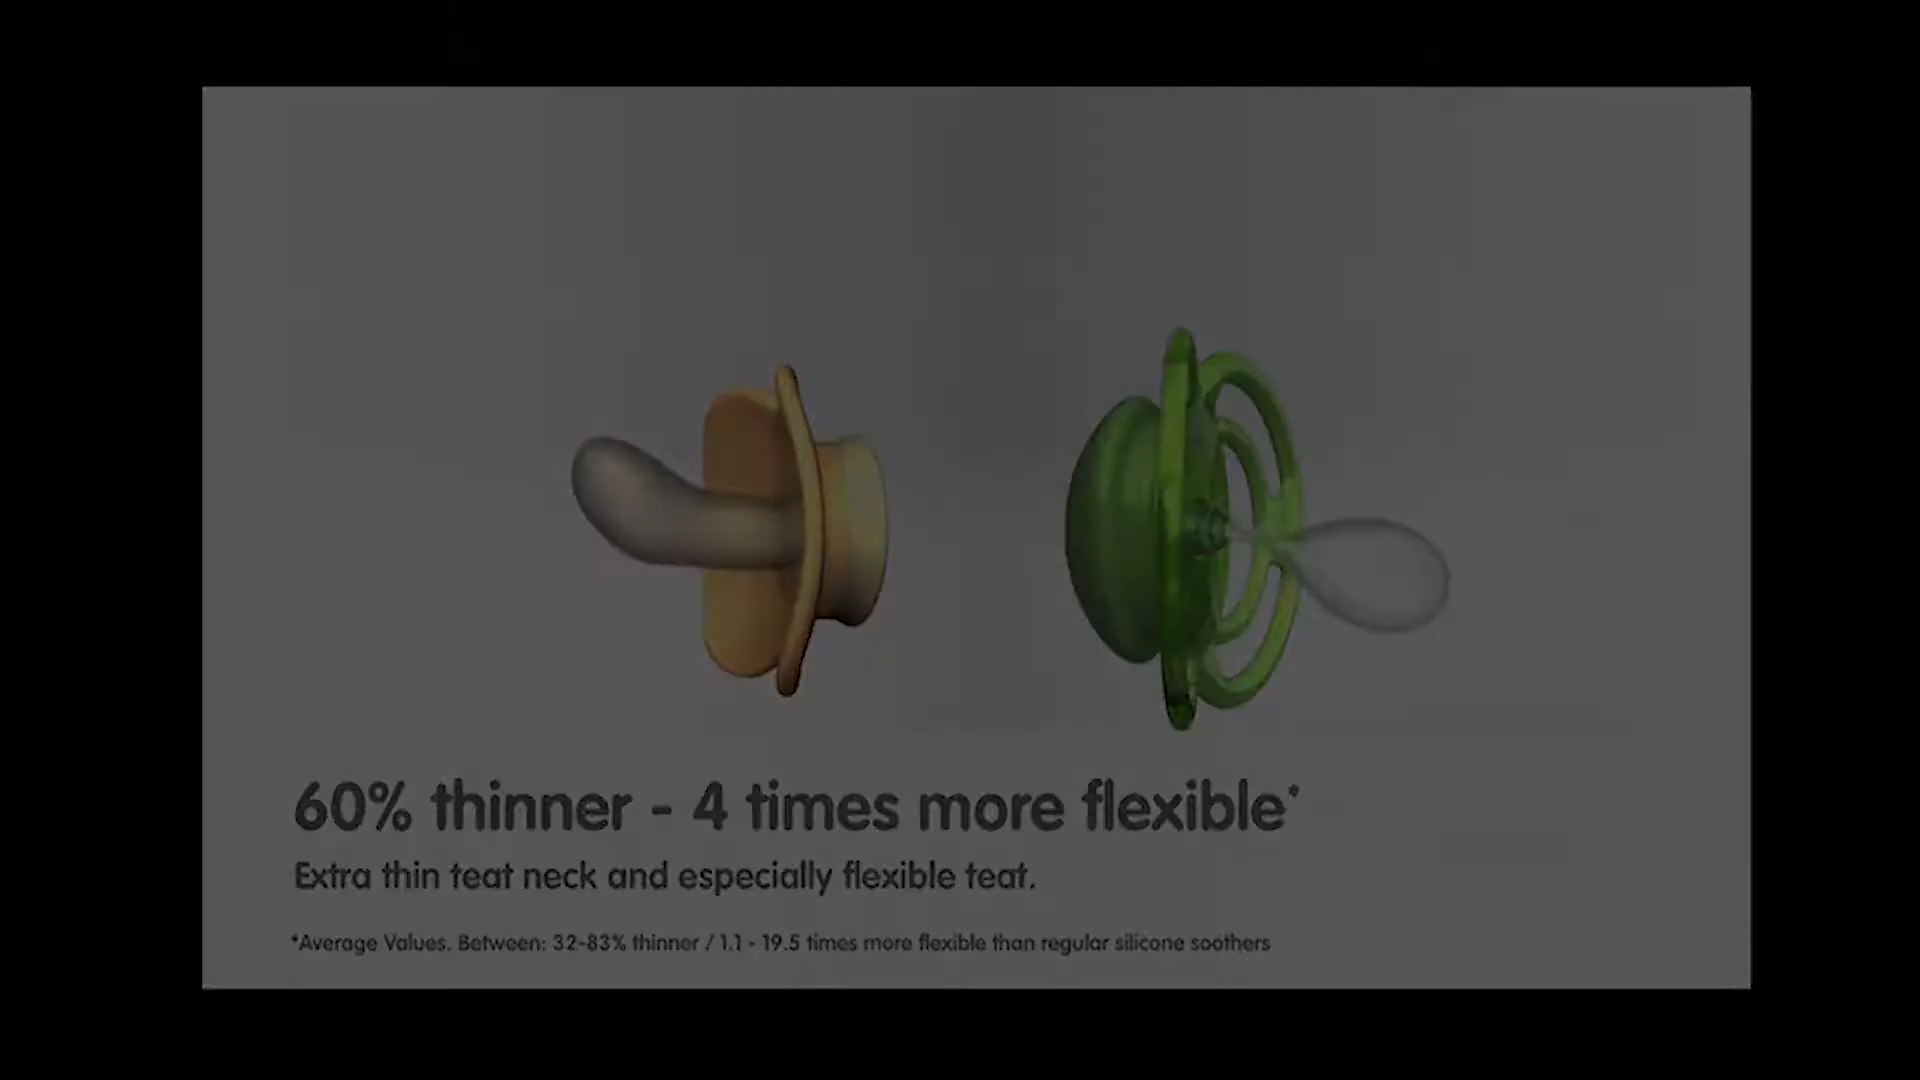 60% thinner - 4 times more flexible*
Extra thin teat neck and especially flexible teat.
*Average Values. Between: 32-83% thinner / 1.1 - 19.5 times more flexible than regular silicone soothers